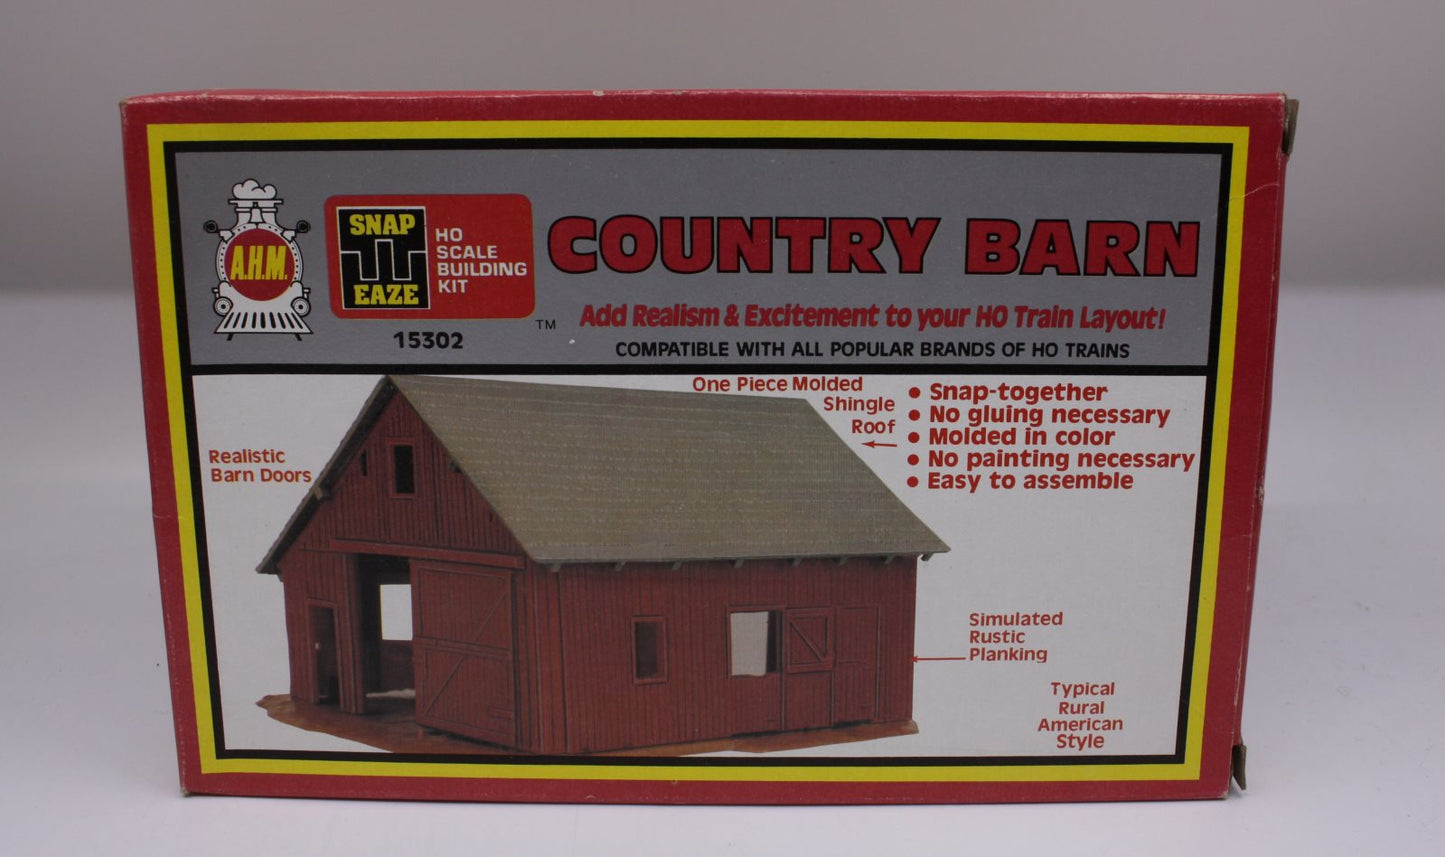 A.H.M.
SNAP
EAZE
HO
SCALE
BUILDING
KIT
TM
15302
COUNTRY BARN
Add Realism & Excitement to your HO Train Layout!
COMPATIBLE WITH ALL POPULAR BRANDS OF HO TRAINS
One Piece Molded
Shingle
Roof
• Snap-together
• No gluing necessary
• Molded in color
• No painting necessary
• Easy to assemble
Realistic
Barn Doors
Simulated
Rustic
Planking
Typical
Rural
American
Style